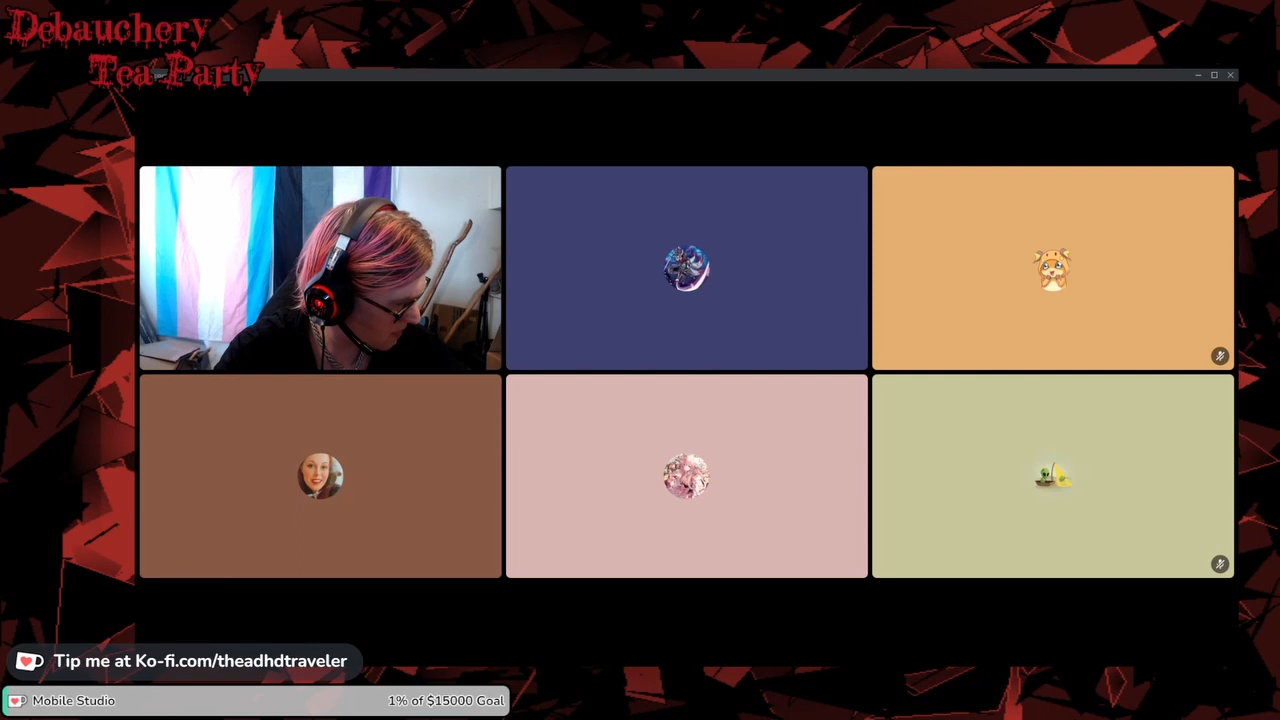 Debauchery
Tea Party
Tip me at Ko-fi.com/theadhdtraveler
Mobile Studio
1% of $15000 Goal